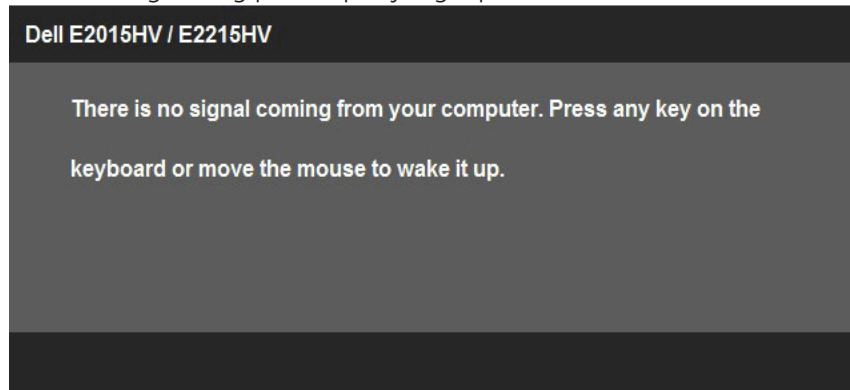 Dell E2015HV / E2215HV
There is no signal coming from your computer. Press any key on the
keyboard or move the mouse to wake it up.